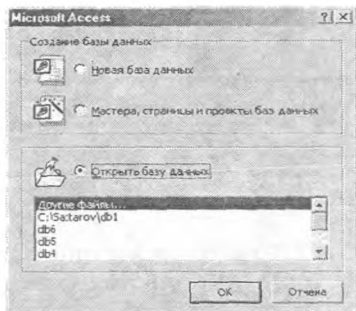 Microsoft Access
Создание базы данных
Новая база данных
Мастера, страницы и проекты баз данных
Открыть базу данных
Другие файлы...
C:\Sattarov\db1
db6
db5
db4
OK
Отмена